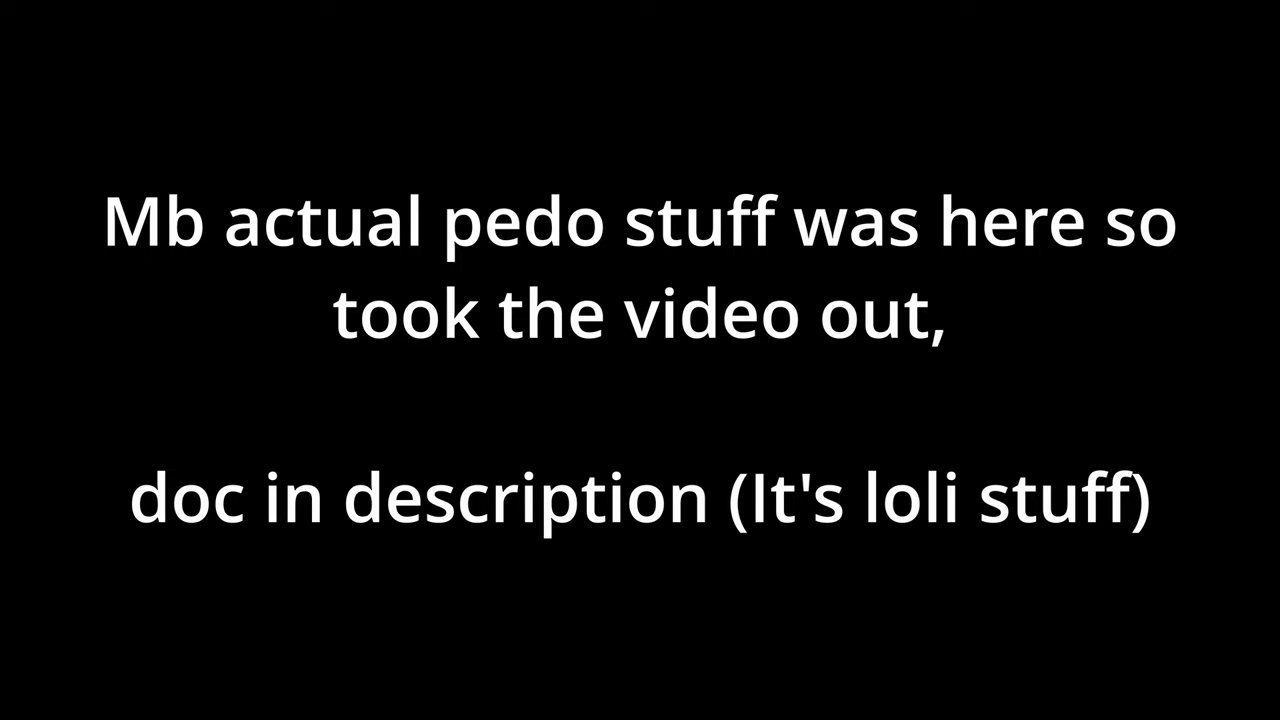 Mb actual pedo stuff was here so
took the video out,
doc in description (It's loli stuff)